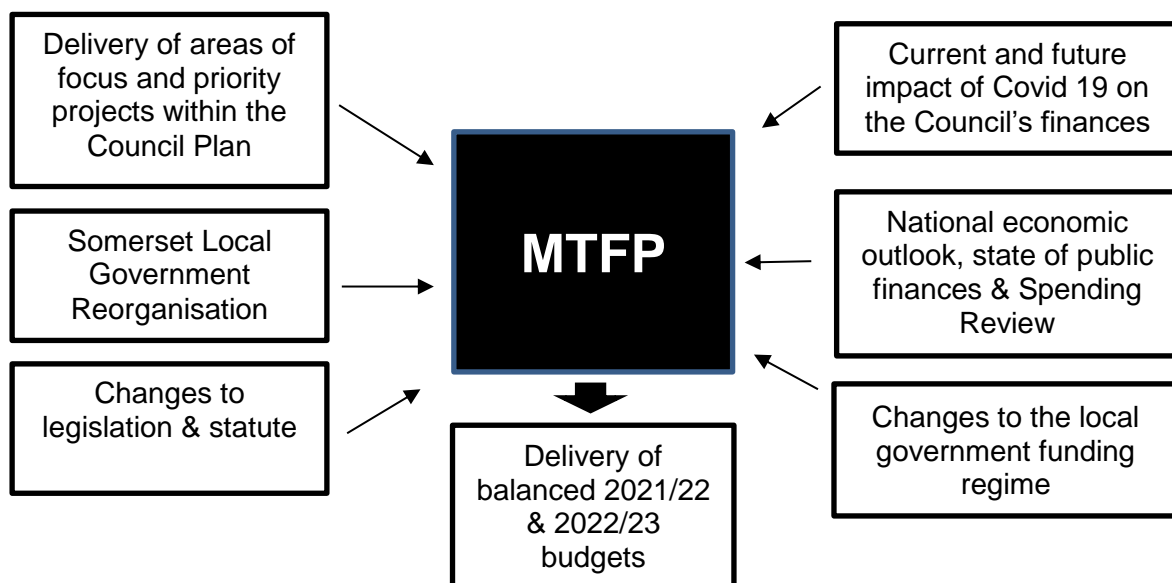 Delivery of areas of
focus and priority
projects within the
Council Plan
Somerset Local
Government
Reorganisation
Changes to
legislation & statute
MTFP
Delivery of
balanced 2021/22
& 2022/23
budgets
Current and future
impact of Covid 19 on
the Council’s finances
National economic
outlook, state of public
finances & Spending
Review
Changes to the local
government funding
regime